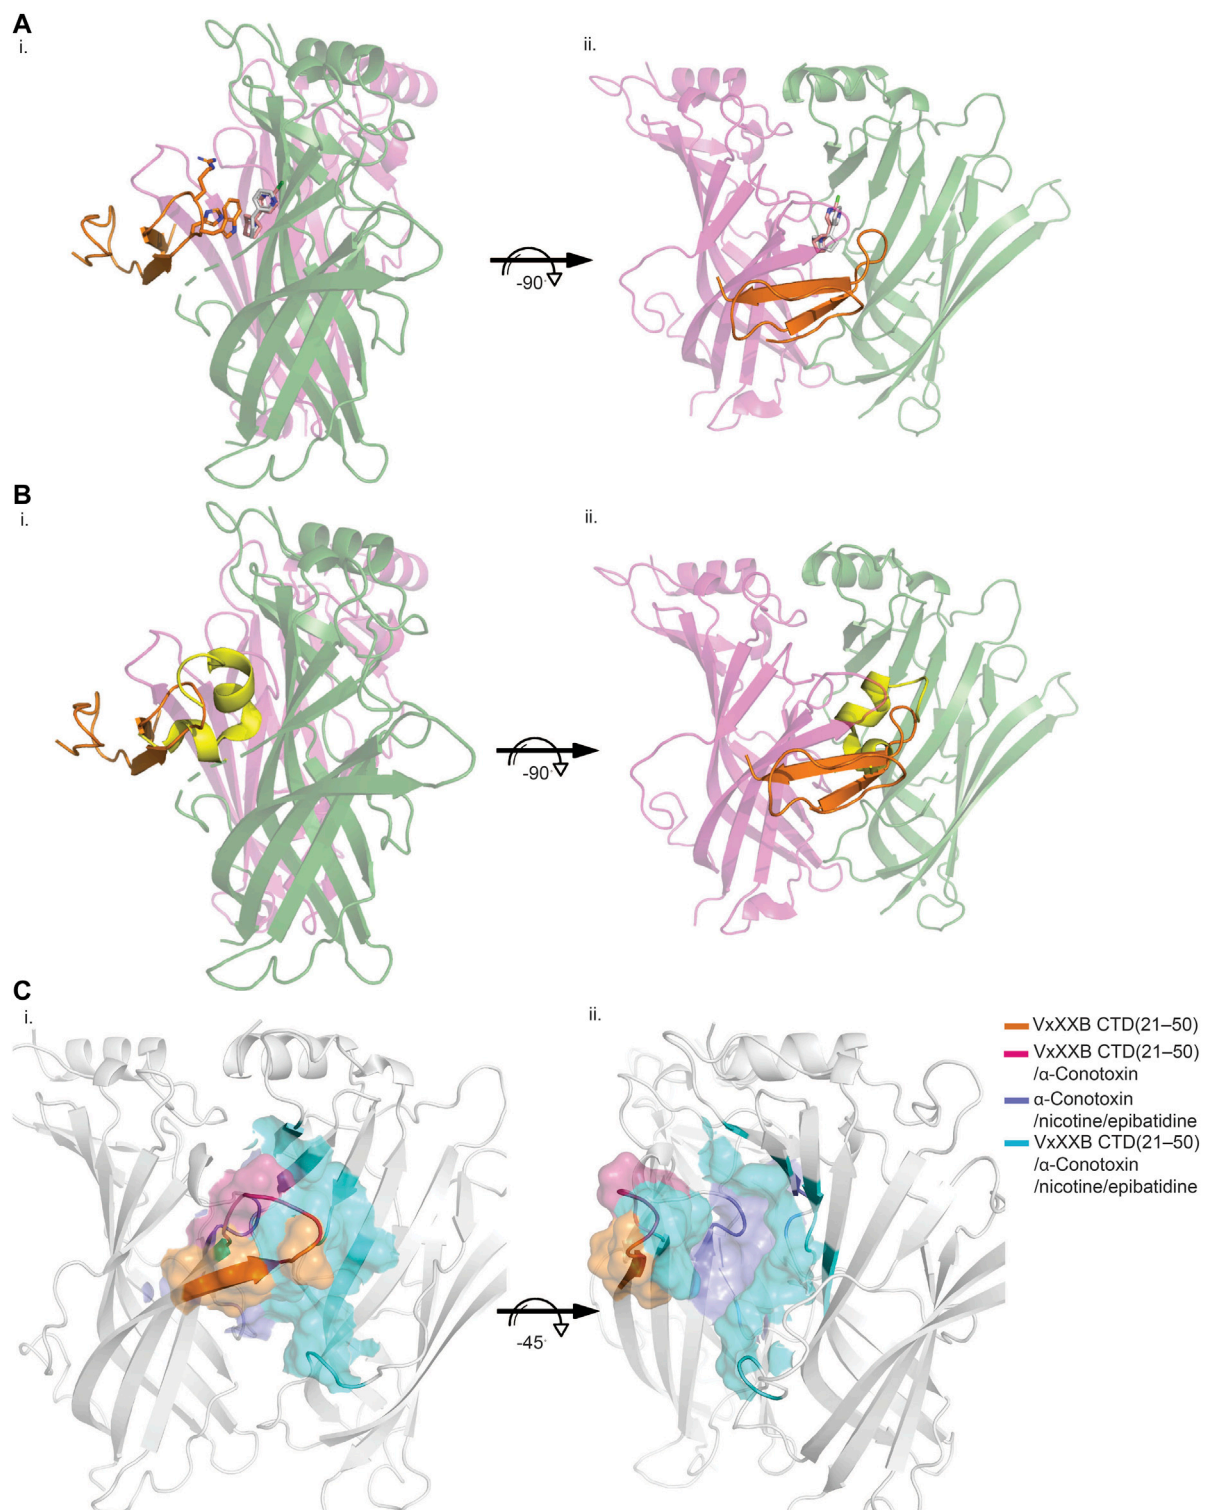 A
i.
ii.
-90°
B
i.
ii.
-90°
C
i.
ii.
VxXXB CTD(21–50)
VxXXB CTD(21–50)
/α-Conotoxin
α-Conotoxin
/nicotine/epibatidine
VxXXB CTD(21–50)
/α-Conotoxin
/nicotine/epibatidine
-45°